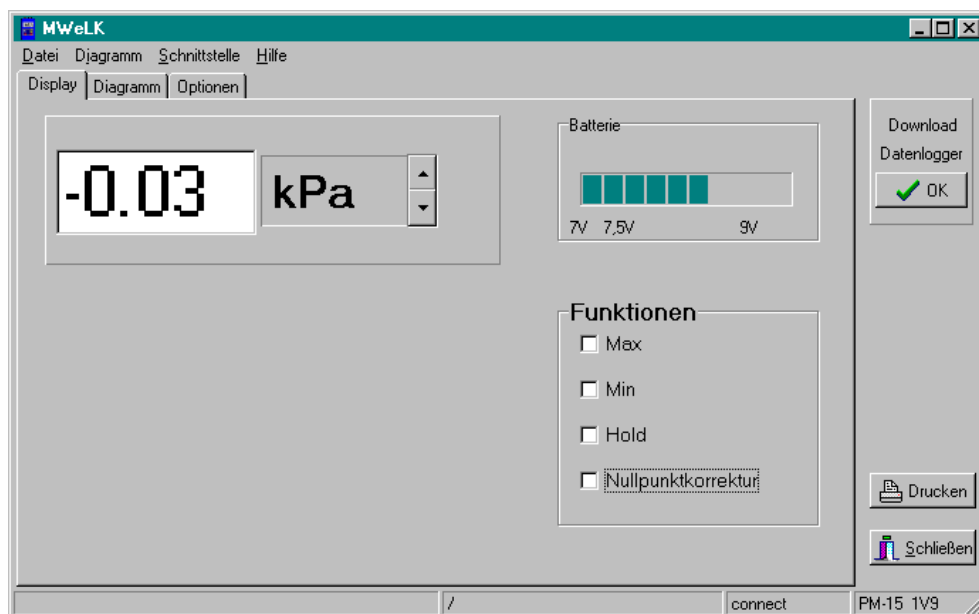 MWeLK
Datei Diagramm Schnittstelle Hilfe
Display Diagramm Optionen
-0.03 kPa
Batterie
7V 7,5V 9V
Funktionen
Max
Min
Hold
Nullpunktkorrektur
Download
Datenlogger
OK
Drucken
Schließen
/ connect PM-15 1V9